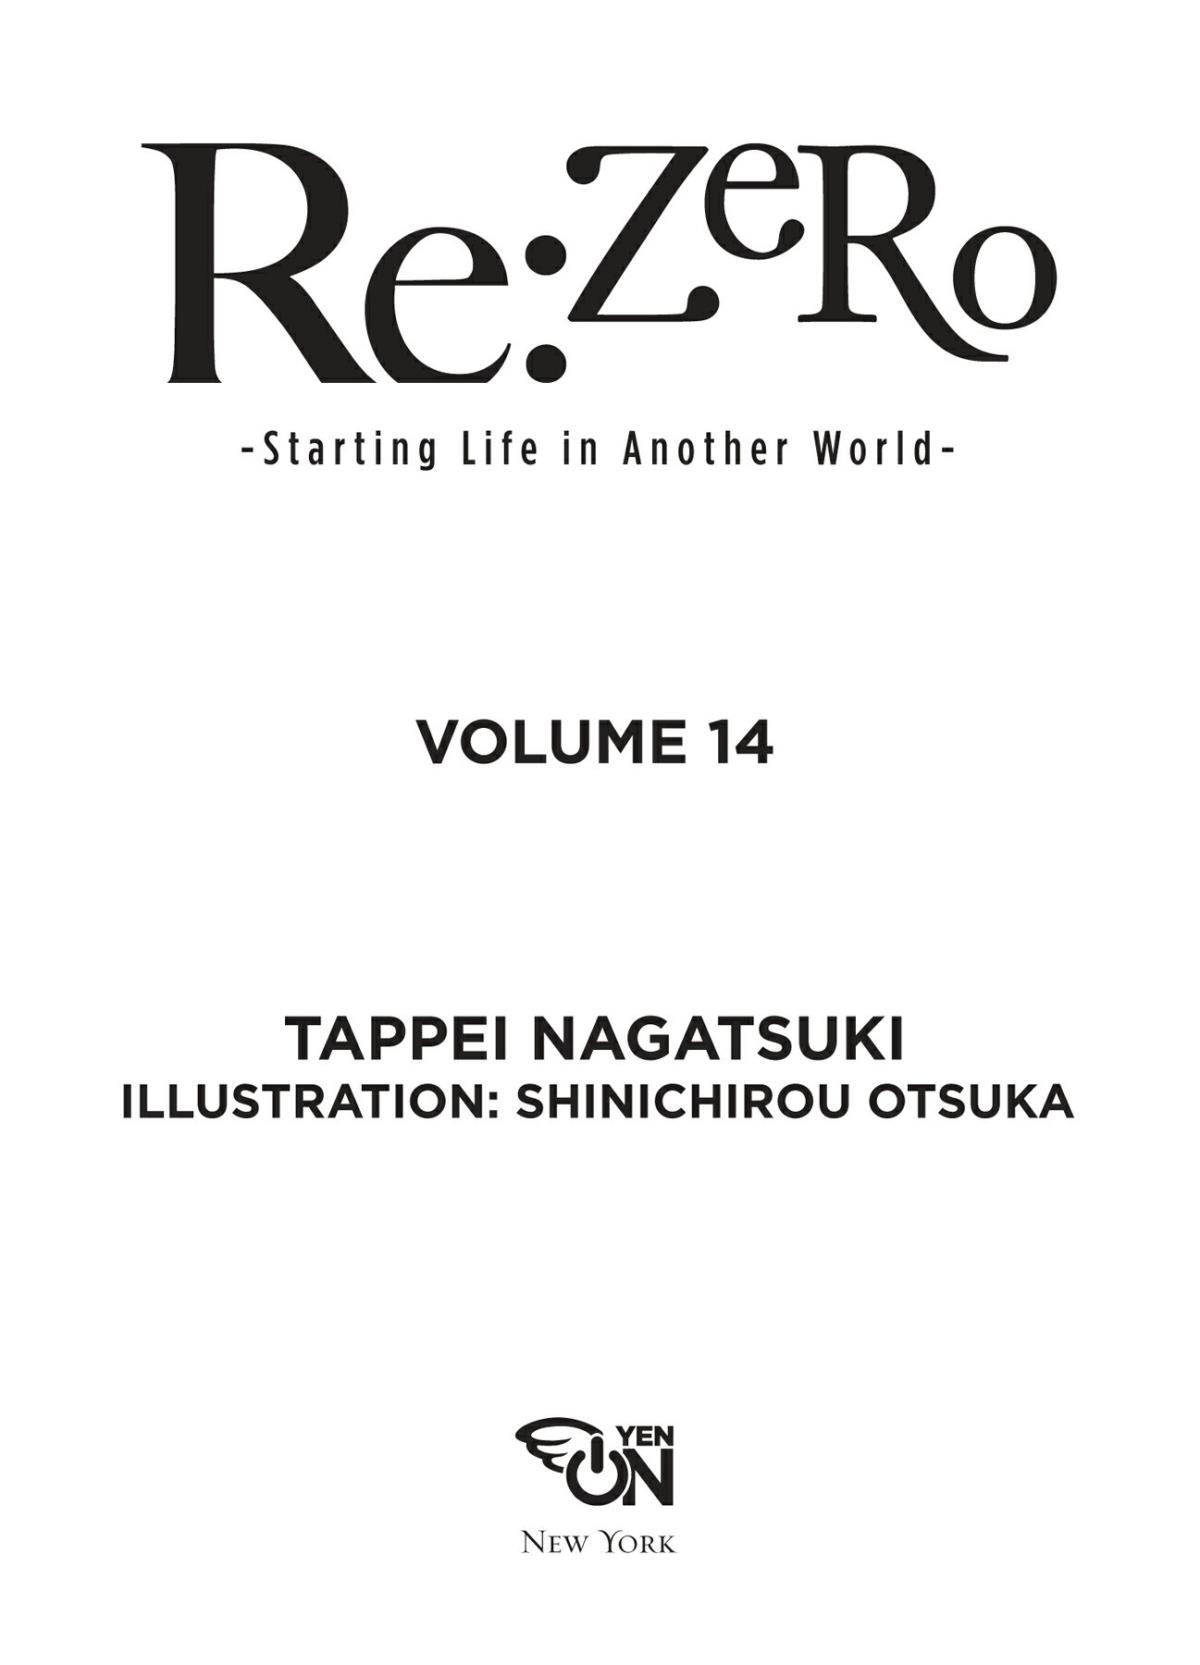 Re:ZeRo
-Starting Life in Another World-
VOLUME 14
TAPPEI NAGATSUKI
ILLUSTRATION: SHINICHIROU OTSUKA
YEN
ON
NEW YORK